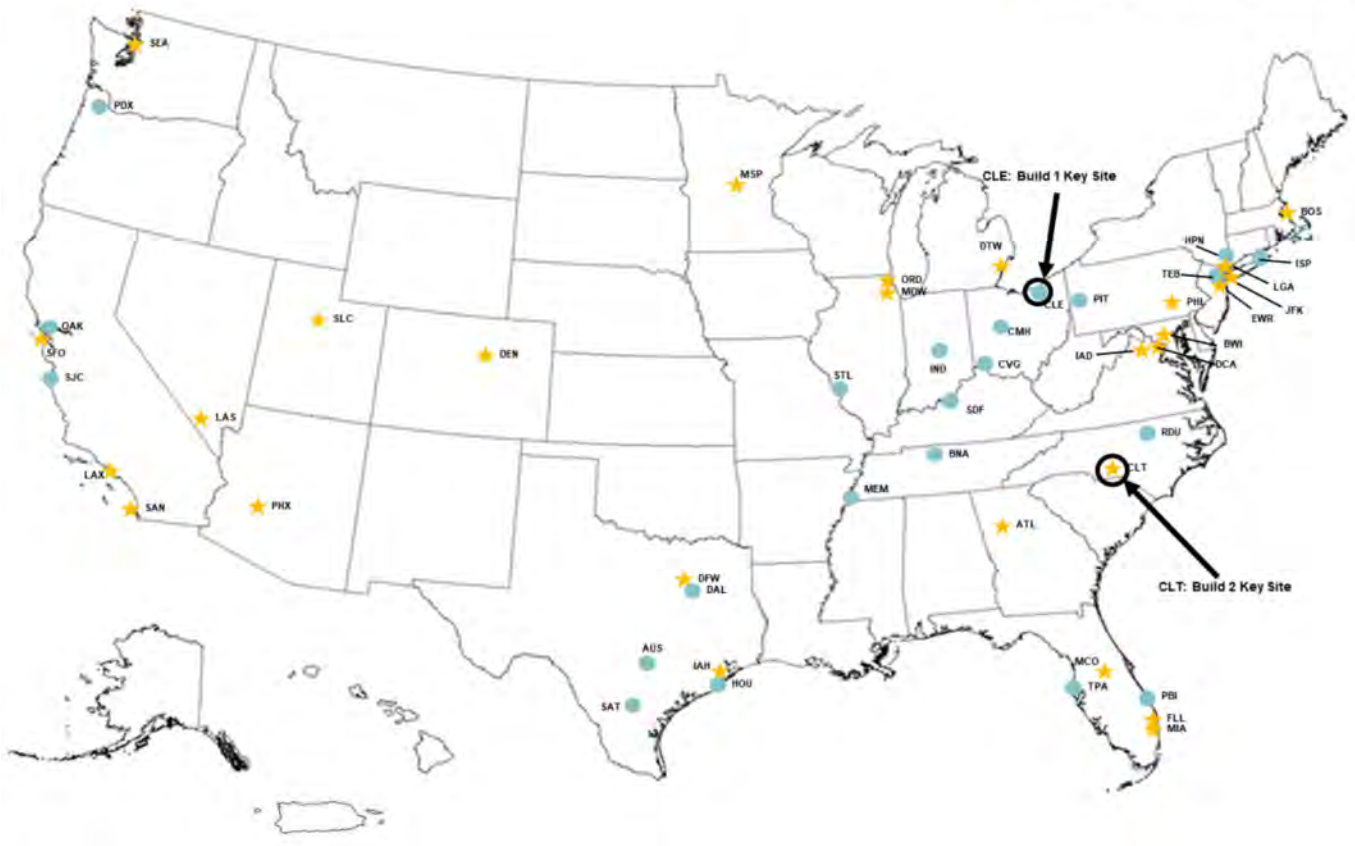 SEA
PDX
MSP
CLE: Build 1 Key Site
BOS
HPN
DTW
ISP
TEB
LGA
ORD
MDW
CLE
PIT
PHL
JFK
EWR
OAK
SLC
CMH
SFO
DEN
BWI
IAD
DCA
IND
CVG
SJC
STL
LAS
SDF
RDU
BNA
CLT
LAX
MEM
SAN
PHX
ATL
DFW
DAL
CLT: Build 2 Key Site
AUS
IAH
MCO
HOU
TPA
PBI
SAT
FLL
MIA